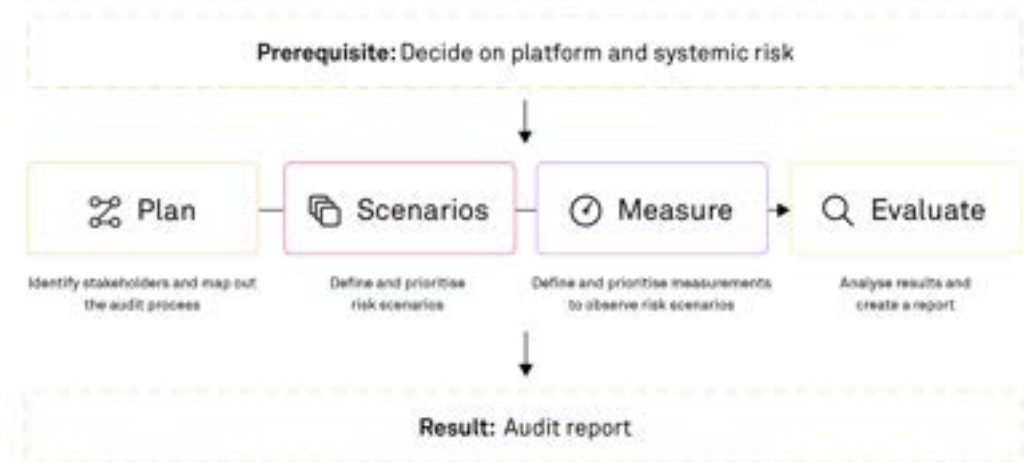 Prerequisite: Decide on platform and systemic risk
Plan
Scenarios
Measure
Evaluate
Identify stakeholders and map out
the audit process
Define and prioritise
risk scenarios
Define and prioritise measurements
to observe risk scenarios
Analyse results and
create a report
Result: Audit report